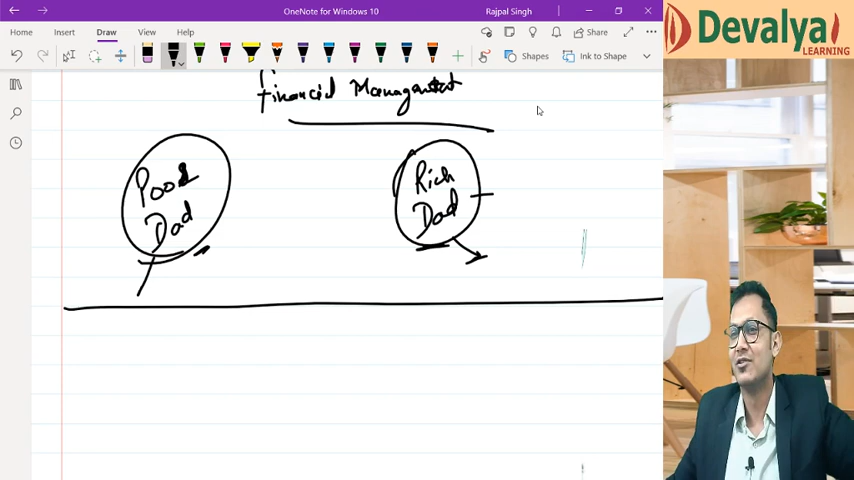 OneNote for Windows 10
Rajpal Singh
Home Insert Draw View Help
Share
Shapes
Ink to Shape
Devalya
LEARNING
Financial Management
Poor
Dad
Rich
Dad